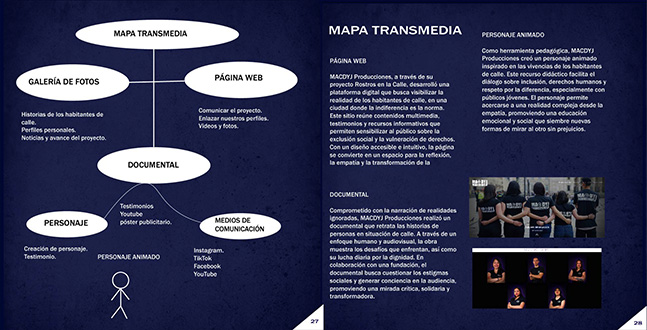 MAPA TRANSMEDIA
GALERÍA DE FOTOS
PÁGINA WEB
Historias de los habitantes de
calle.
Perfiles personales.
Noticias y avance del proyecto.
Comunicar el proyecto.
Enlazar nuestros perfiles.
Videos y fotos.
DOCUMENTAL
Testimonios
Youtube
póster publicitario.
PERSONAJE
MEDIOS DE
COMUNICACIÓN
Creación de personaje.
Testimonio.
PERSONAJE ANIMADO
Instagram.
TikTok
Facebook
YouTube
27
MAPA TRANSMEDIA
PÁGINA WEB
MACDYJ Producciones, a través de su
proyecto Rostros en la Calle, desarrolló una
plataforma digital que busca visibilizar la
realidad de los habitantes de calle, en una
ciudad donde la indiferencia es la norma.
Este sitio reúne contenidos multimedia,
testimonios y recursos informativos que
permiten sensibilizar al público sobre la
exclusión social y la vulneración de derechos.
Con un diseño accesible e intuitivo, la página
se convierte en un espacio para la reflexión,
la empatía y la transformación de la
DOCUMENTAL
Comprometido con la narración de realidades
ignoradas, MACDYJ Producciones realizó un
documental que retrata las historias de
personas en situación de calle. A través de un
enfoque humano y audiovisual, la obra
muestra los desafíos que enfrentan, así como
su lucha diaria por la dignidad. En
colaboración con una fundación, el
documental busca cuestionar los estigmas
sociales y generar conciencia en la audiencia,
promoviendo una mirada crítica, solidaria y
transformadora.
PERSONAJE ANIMADO
Como herramienta pedagógica, MACDYJ
Producciones creó un personaje animado
inspirado en las vivencias de los habitantes
de calle. Este recurso didáctico facilita el
diálogo sobre inclusión, derechos humanos y
respeto por la diferencia, especialmente con
públicos jóvenes. El personaje permite
acercarse a una realidad compleja desde la
empatía, promoviendo una educación
emocional y social que siembre nuevas
formas de mirar al otro sin prejuicios.
MACDYJ
28